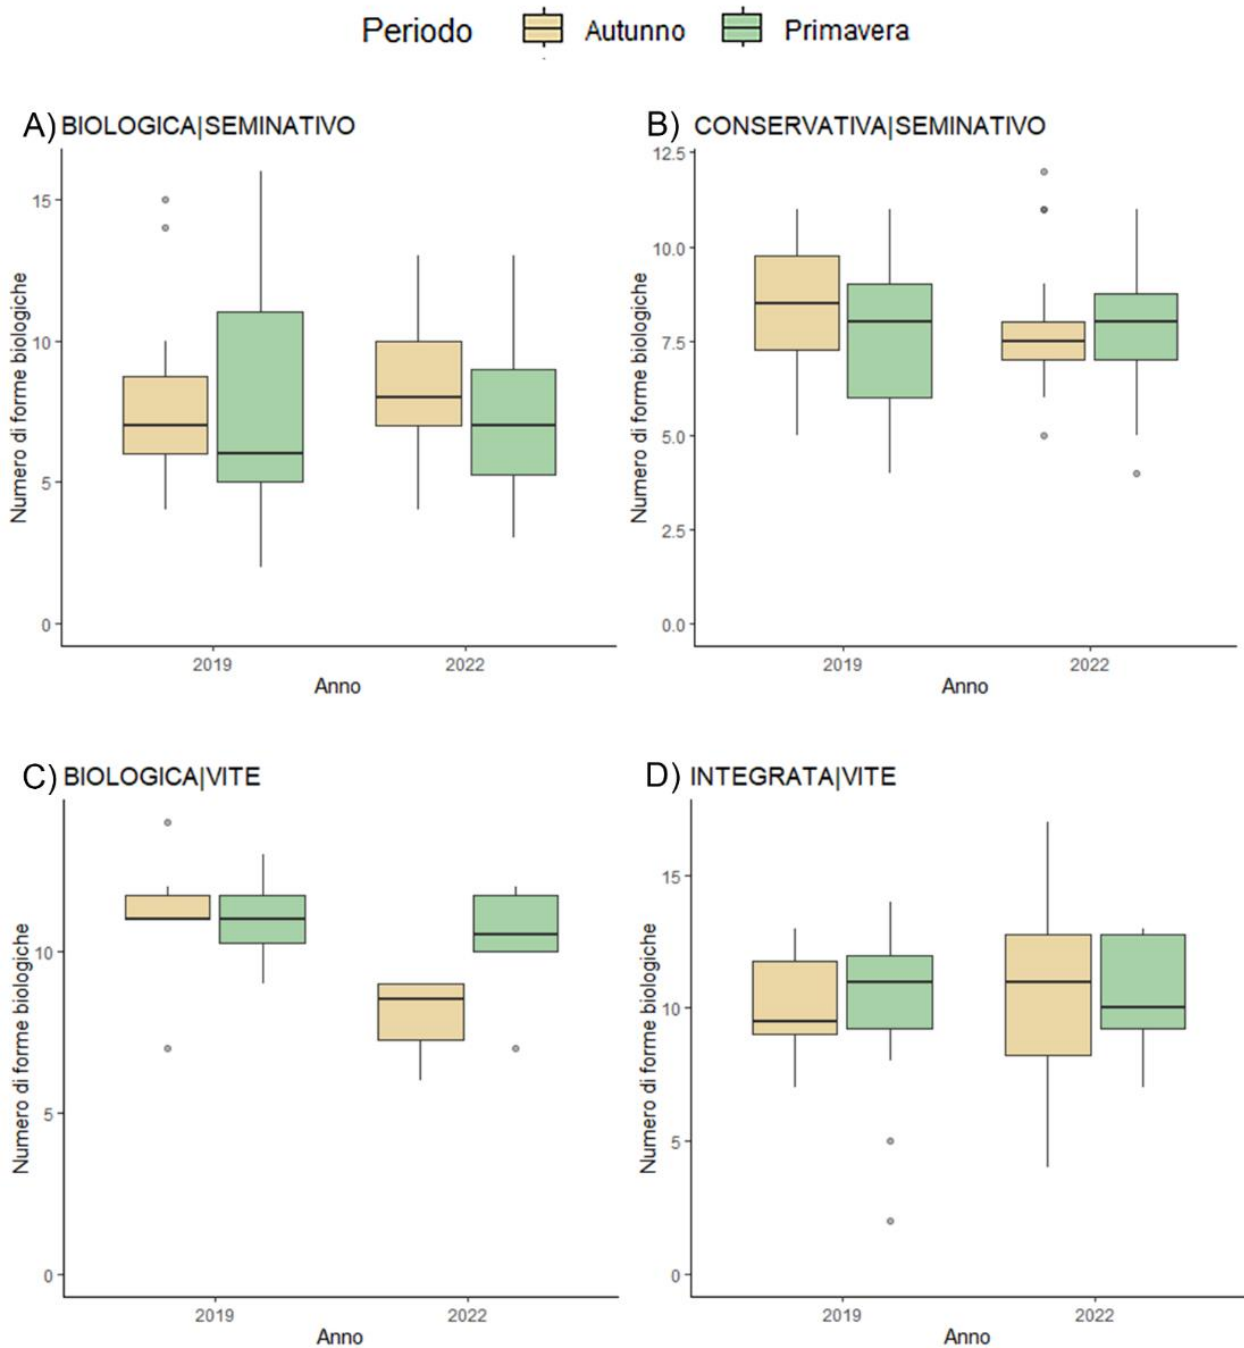 Periodo Autunno Primavera
A) BIOLOGICA|SEMINATIVO
15
10
5
0
Numero di forme biologiche
2019 2022
Anno
B) CONSERVATIVA|SEMINATIVO
12.5
10.0
7.5
5.0
2.5
0.0
Numero di forme biologiche
2019 2022
Anno
C) BIOLOGICA|VITE
10
5
0
Numero di forme biologiche
2019 2022
Anno
D) INTEGRATA|VITE
15
10
5
0
Numero di forme biologiche
2019 2022
Anno